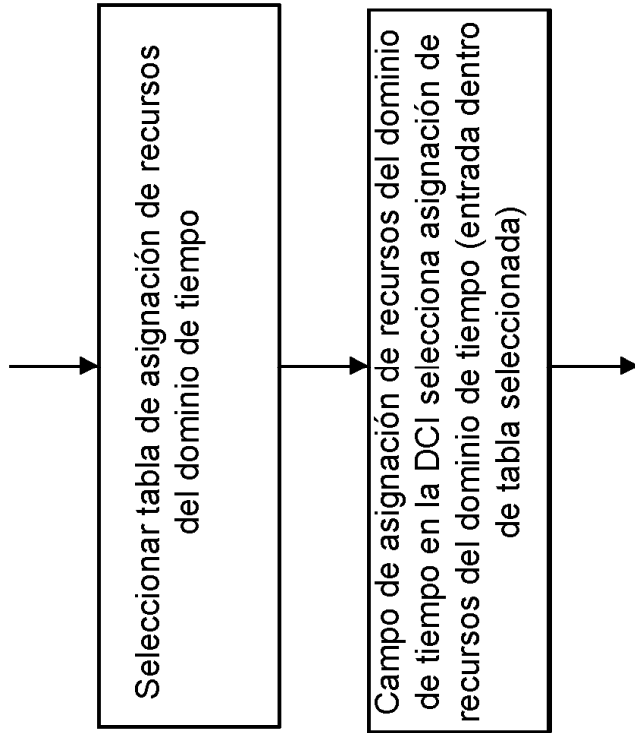 Seleccionar tabla de asignación de recursos
del dominio de tiempo
Campo de asignación de recursos del dominio
de tiempo en la DCI selecciona asignación de
recursos del dominio de tiempo (entrada dentro
de tabla seleccionada)